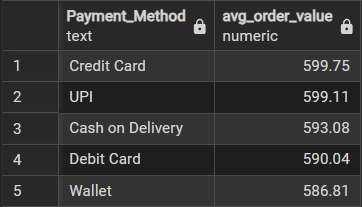 Payment_Method avg_order_value
text numeric
1 Credit Card 599.75
2 UPI 599.11
3 Cash on Delivery 593.08
4 Debit Card 590.04
5 Wallet 586.81